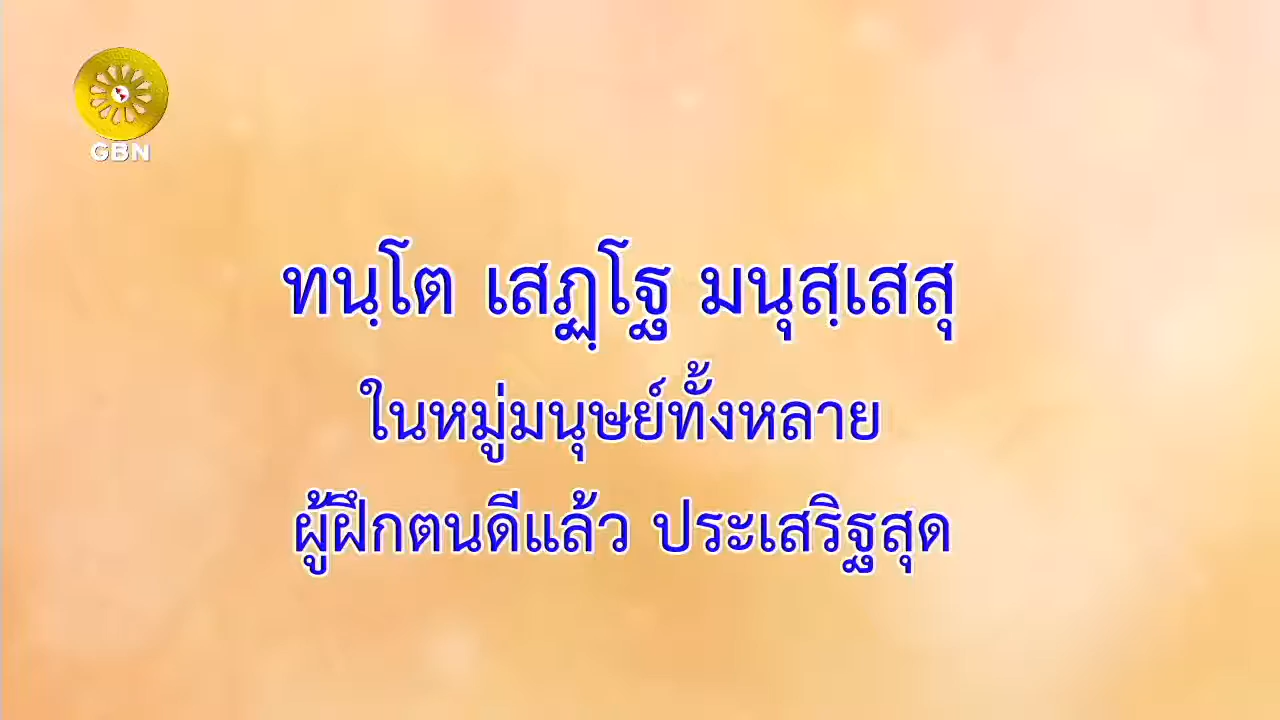 GBN
ทนฺโต เสฏฺโฐ มนุสฺเสสุ
ในหมู่มนุษย์ทั้งหลาย
ผู้ฝึกตนดีแล้ว ประเสริฐสุด